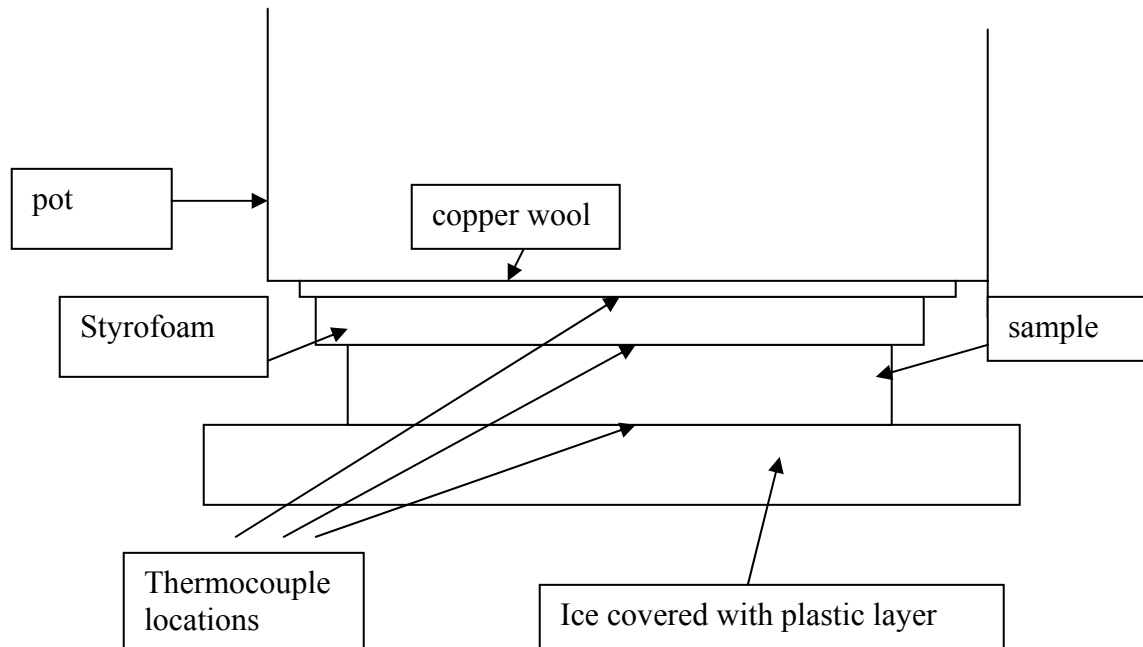 pot
copper wool
Styrofoam
sample
Thermocouple
locations
Ice covered with plastic layer